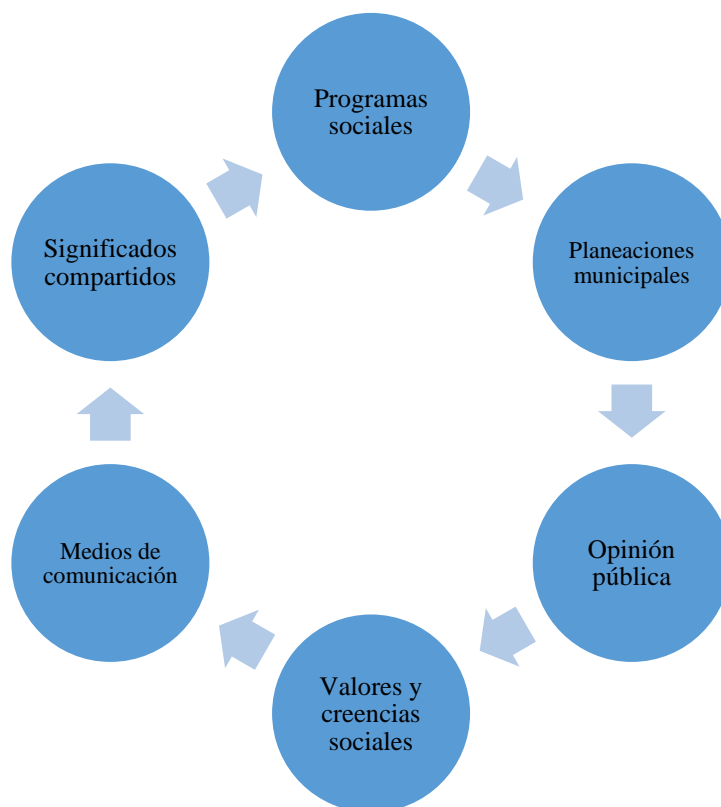 Programas
sociales
Planeaciones
municipales
Opinión
pública
Valores y
creencias
sociales
Medios de
comunicación
Significados
compartidos